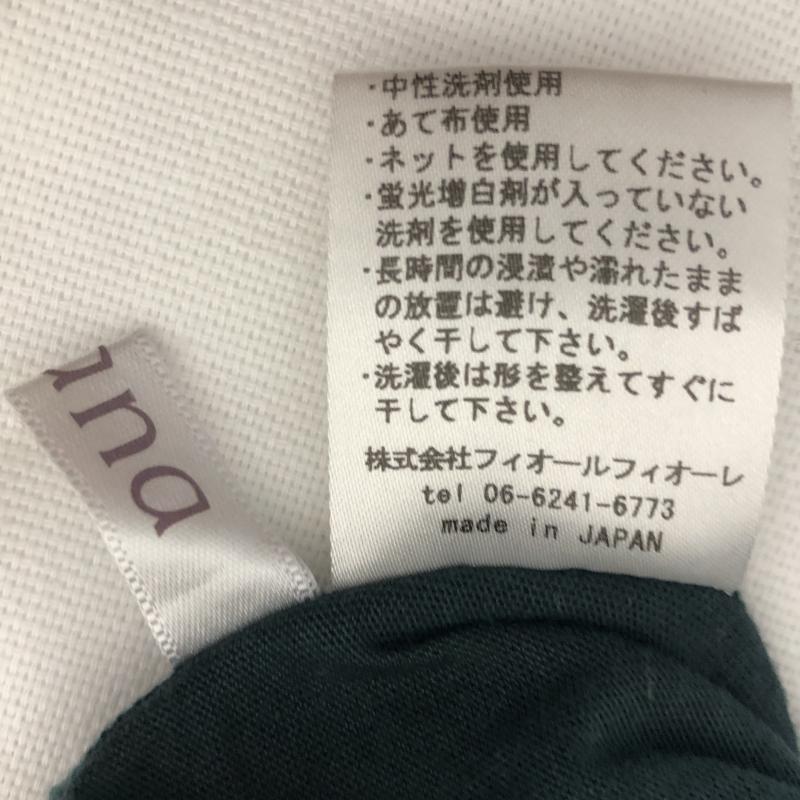 ・中性洗剤使用
・あて布使用
・ネットを使用してください。
・蛍光増白剤が入っていない
洗剤を使用してください。
・長時間の浸漬や濡れたまま
の放置は避け、洗濯後すば
やく干して下さい。
・洗濯後は形を整えてすぐに
干して下さい。
株式会社フィオールフィオーレ
tel 06-6241-6773
made in JAPAN
una